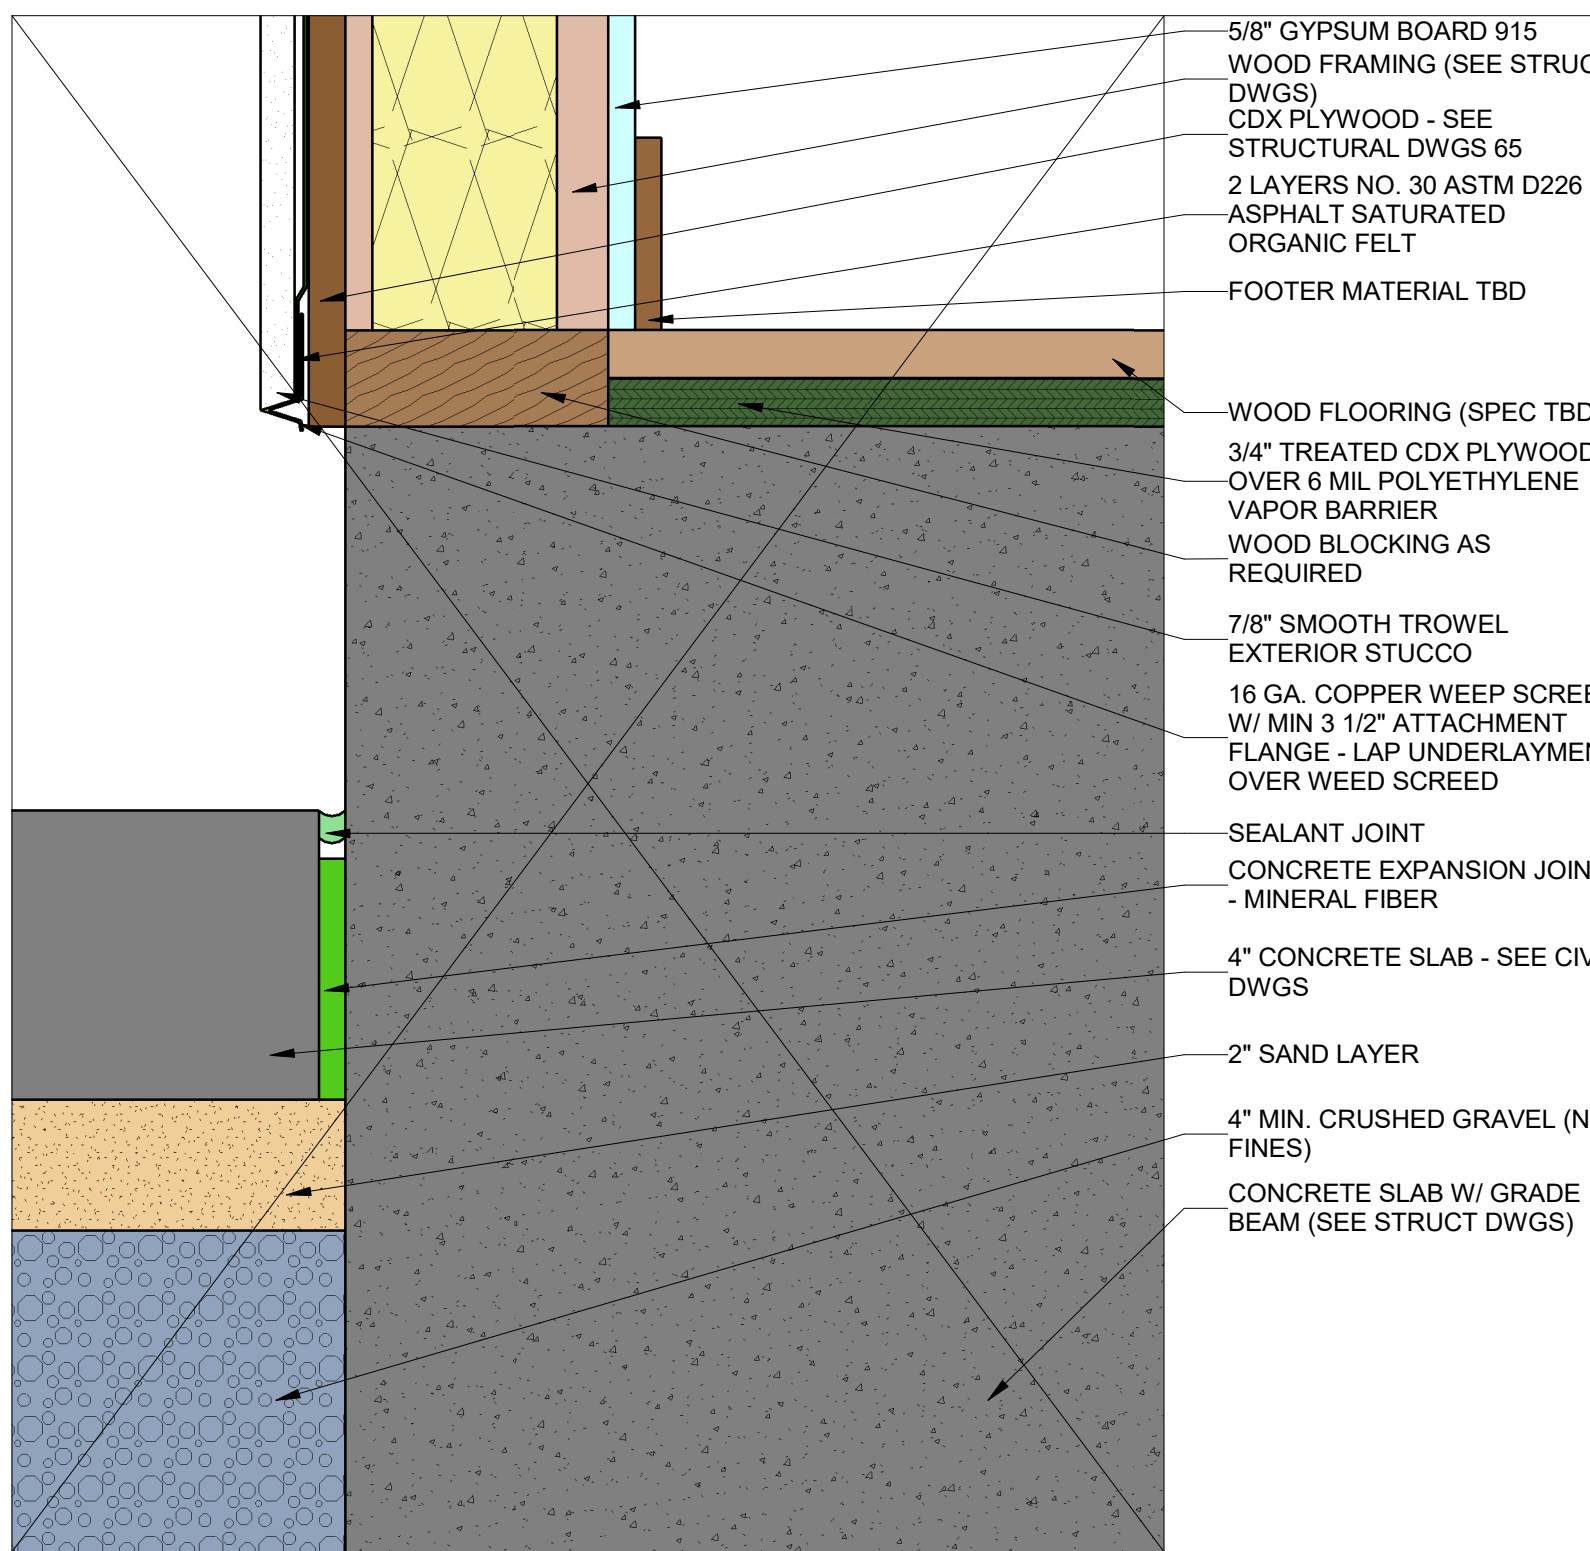 5/8" GYPSUM BOARD 915
WOOD FRAMING (SEE STRUC
DWGS)
CDX PLYWOOD - SEE
STRUCTURAL DWGS 65
2 LAYERS NO. 30 ASTM D226
ASPHALT SATURATED
ORGANIC FELT
FOOTER MATERIAL TBD
WOOD FLOORING (SPEC TBD
3/4" TREATED CDX PLYWOOD
OVER 6 MIL POLYETHYLENE
VAPOR BARRIER
WOOD BLOCKING AS
REQUIRED
7/8" SMOOTH TROWEL
EXTERIOR STUCCO
16 GA. COPPER WEEP SCREE
W/ MIN 3 1/2" ATTACHMENT
FLANGE - LAP UNDERLAYMEN
OVER WEED SCREED
SEALANT JOINT
CONCRETE EXPANSION JOIN
- MINERAL FIBER
4" CONCRETE SLAB - SEE CIV
DWGS
2" SAND LAYER
4" MIN. CRUSHED GRAVEL (N
FINES)
CONCRETE SLAB W/ GRADE
BEAM (SEE STRUCT DWGS)